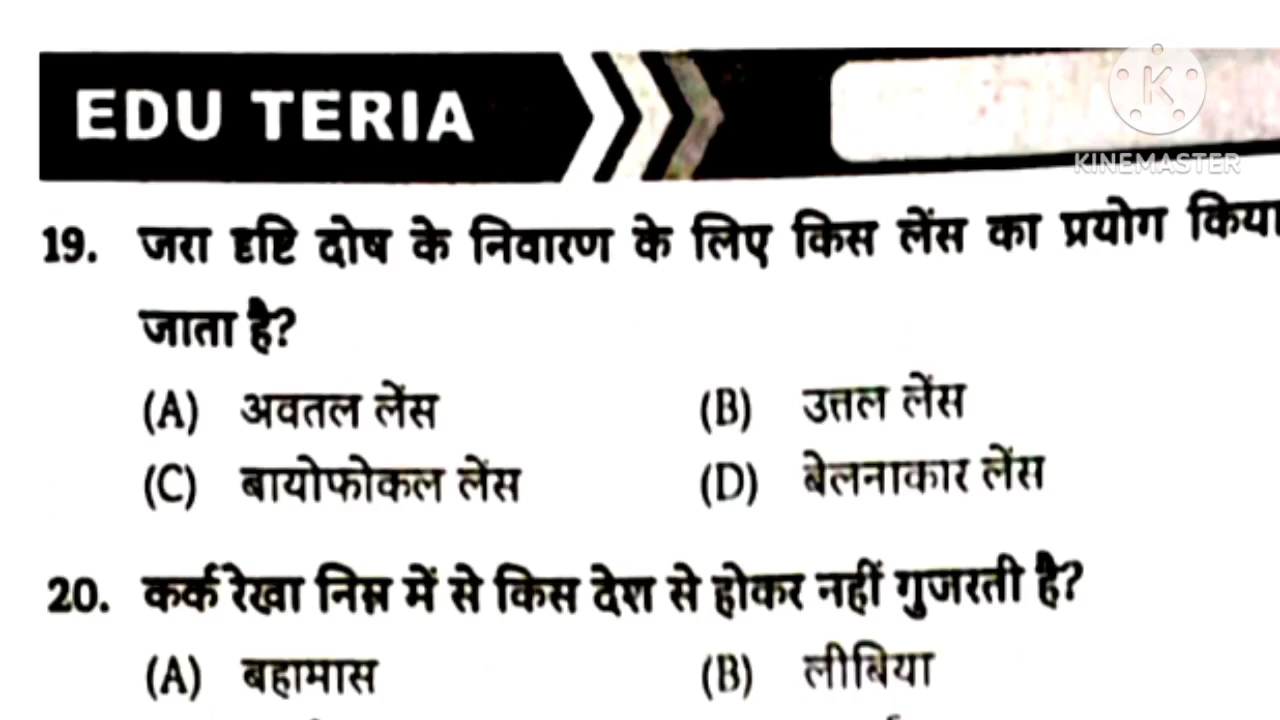 EDU TERIA
K
KINEMASTER
19. जरा दृष्टि दोष के निवारण के लिए किस लेंस का प्रयोग किया
जाता है?
(A) अवतल लेंस (B) उत्तल लेंस
(C) बायोफोकल लेंस (D) बेलनाकार लेंस
20. कर्क रेखा निम्न में से किस देश से होकर नहीं गुजरती है?
(A) बहामास (B) लीबिया